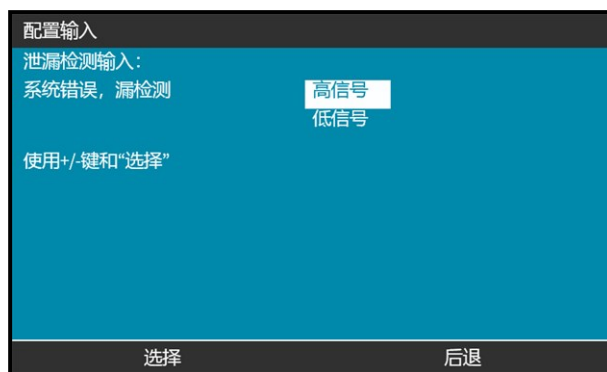 配置输入
泄漏检测输入：
系统错误，漏检测 高信号
低信号
使用+/-键和“选择”
选择 后退